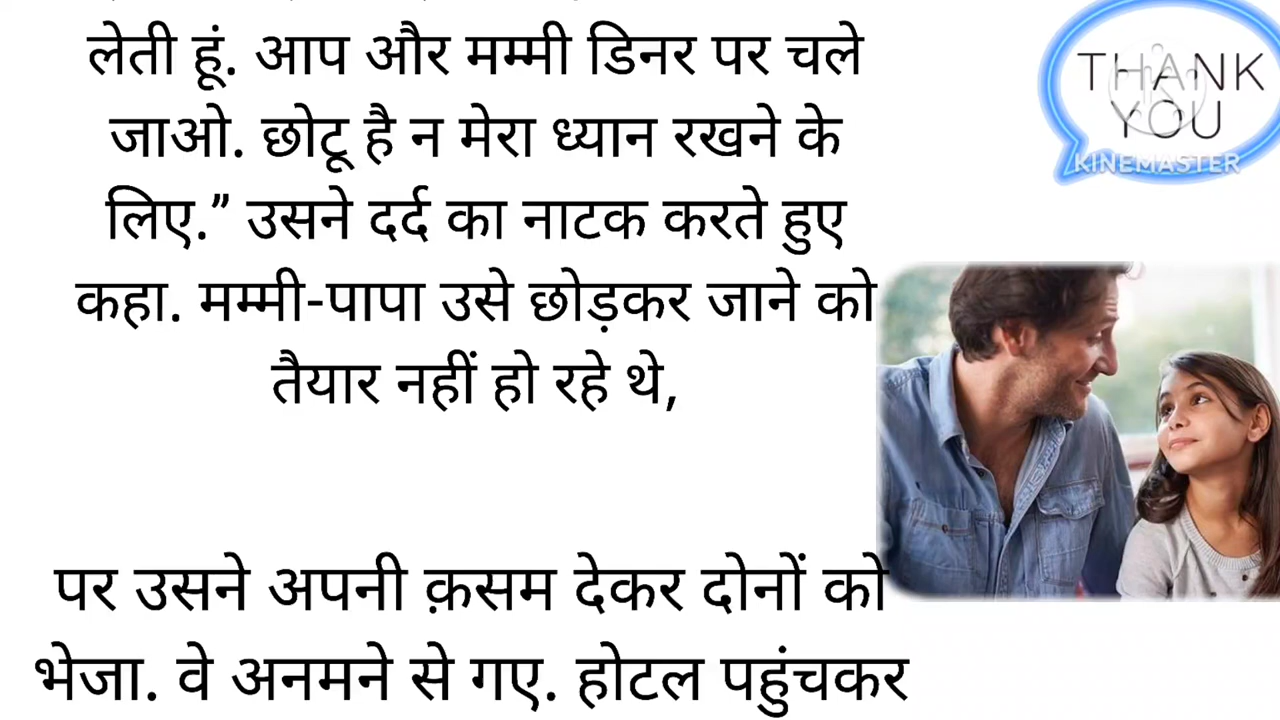 लेती हूं. आप और मम्मी डिनर पर चले
जाओ. छोटू है न मेरा ध्यान रखने के
लिए.” उसने दर्द का नाटक करते हुए
कहा. मम्मी-पापा उसे छोड़कर जाने को
तैयार नहीं हो रहे थे,
पर उसने अपनी क़सम देकर दोनों को
भेजा. वे अनमने से गए. होटल पहुंचकर
THANK
YOU
KINEMASTER